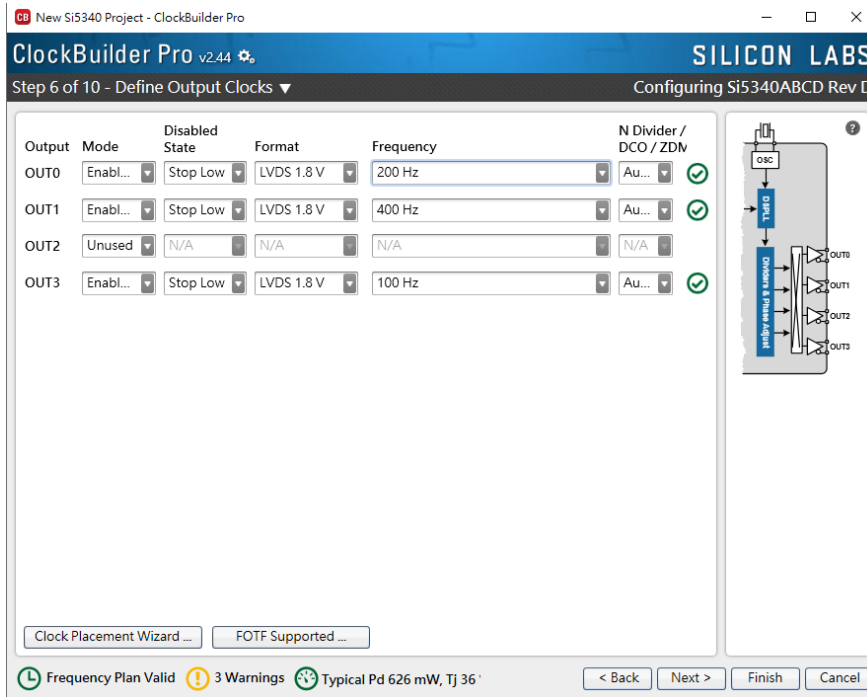 CB New Si5340 Project - ClockBuilder Pro
ClockBuilder Pro v2.44
SILICON LABS
Step 6 of 10 - Define Output Clocks ▼
Configuring Si5340ABCD Rev D
Output Mode Disabled State Format Frequency N Divider / DCO / ZDM
OUT0 Enabl... Stop Low LVDS 1.8 V 200 Hz Au...
OUT1 Enabl... Stop Low LVDS 1.8 V 400 Hz Au...
OUT2 Unused N/A N/A N/A N/A
OUT3 Enabl... Stop Low LVDS 1.8 V 100 Hz Au...
?
OSC
DSPLL
Dividers & Phase Adjust
OUT0
OUT1
OUT2
OUT3
Clock Placement Wizard ... FOTF Supported ...
Frequency Plan Valid ! 3 Warnings Typical Pd 626 mW, Tj 36 < Back Next > Finish Cancel